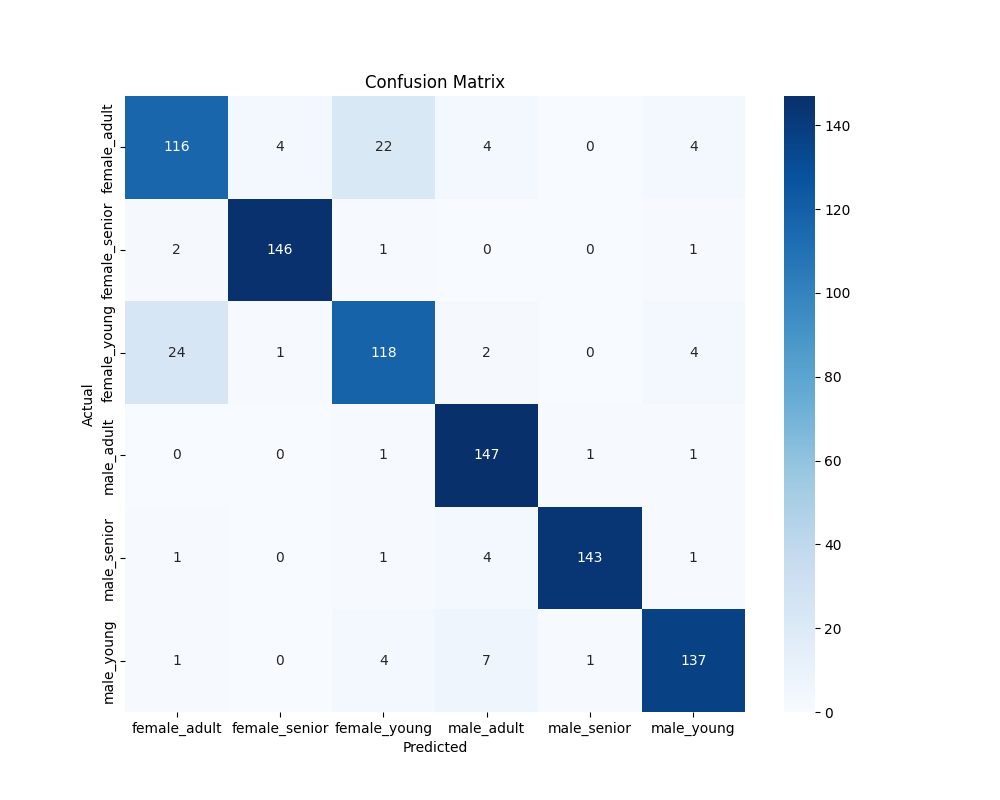 Confusion Matrix
Actual
female_adult 116 4 22 4 0 4
female_senior 2 146 1 0 0 1
female_young 24 1 118 2 0 4
male_adult 0 0 1 147 1 1
male_senior 1 0 1 4 143 1
male_young 1 0 4 7 1 137
female_adult female_senior female_young male_adult male_senior male_young
Predicted
140
120
100
80
60
40
20
0